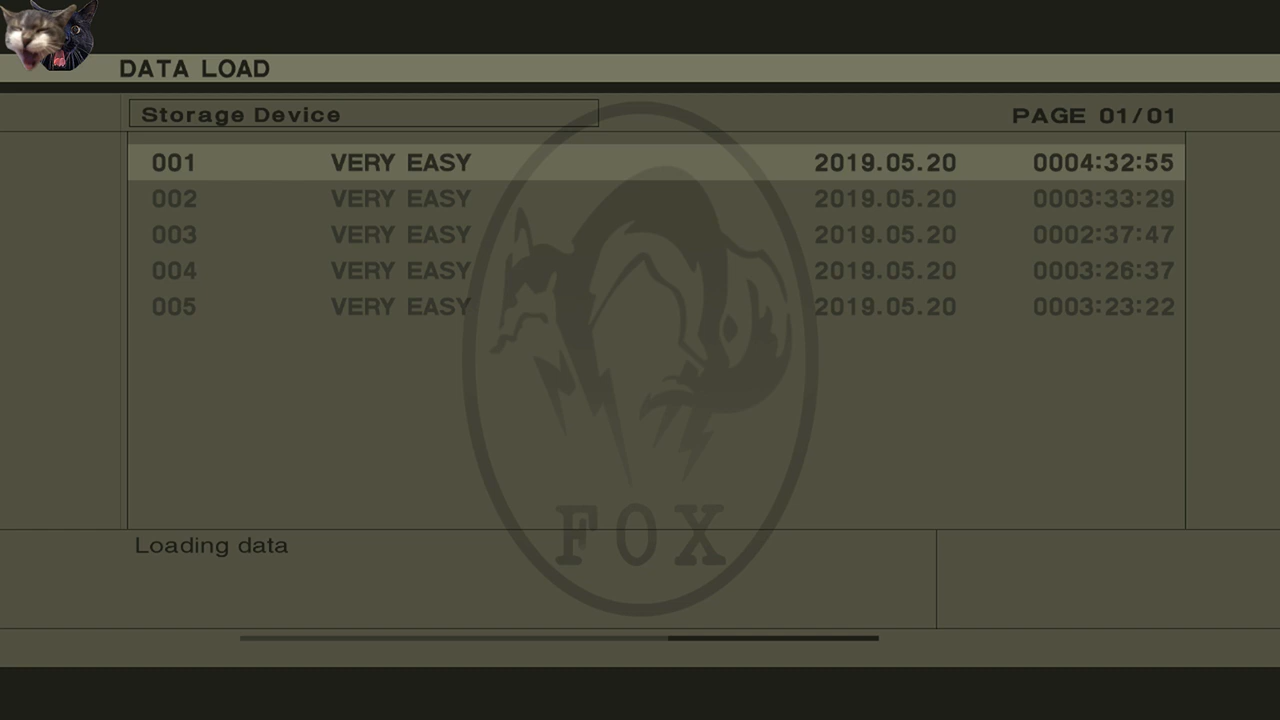 DATA LOAD
Storage Device PAGE 01/01
001 VERY EASY 2019.05.20 0004:32:55
002 VERY EASY 2019.05.20 0003:33:29
003 VERY EASY 2019.05.20 0002:37:47
004 VERY EASY 2019.05.20 0003:26:37
005 VERY EASY 2019.05.20 0003:23:22
FOX
Loading data